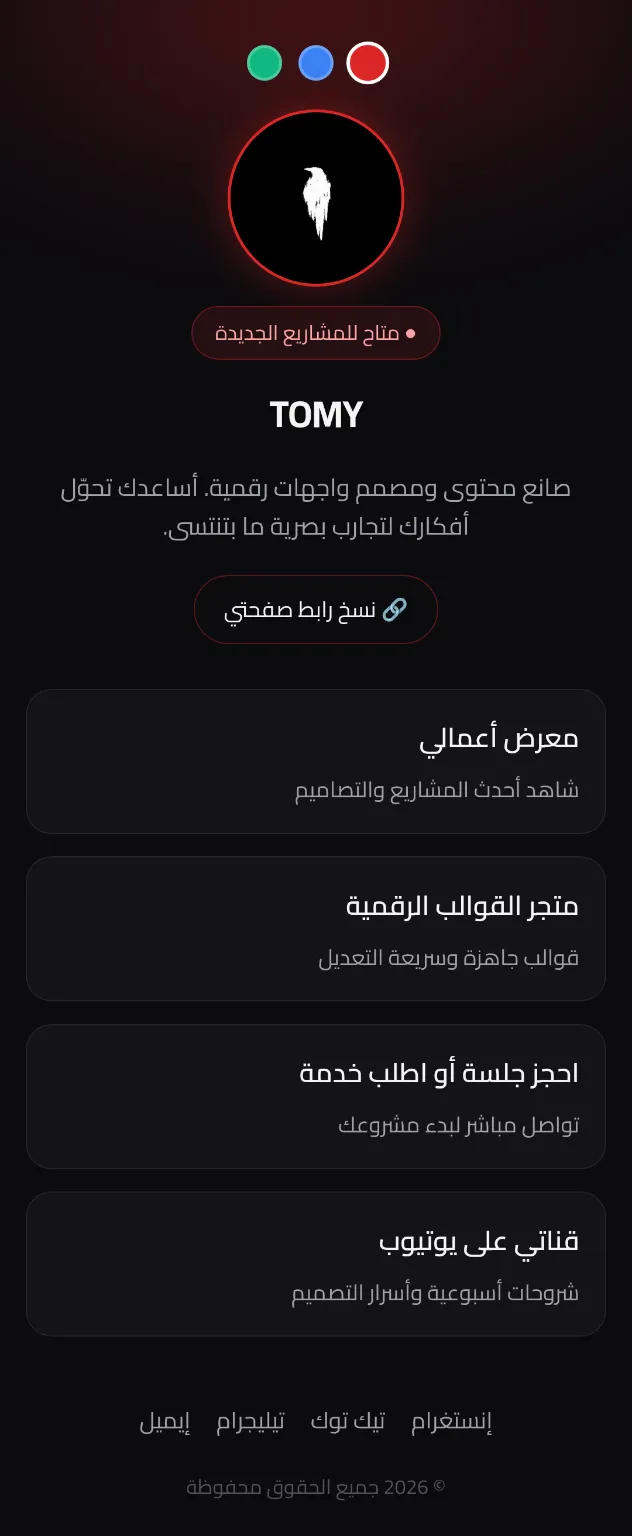 • متاح للمشاريع الجديدة
TOMY
صانع محتوى ومصمم واجهات رقمية. أساعدك تحوّل
أفكارك لتجارب بصرية ما بتنتسى.
🔗 نسخ رابط صفحتي
معرض أعمالي
شاهد أحدث المشاريع والتصاميم
متجر القوالب الرقمية
قوالب جاهزة وسريعة التعديل
احجز جلسة أو اطلب خدمة
تواصل مباشر لبدء مشروعك
قناتي على يوتيوب
شروحات أسبوعية وأسرار التصميم
إنستغرام تيك توك تيليجرام إيميل
© 2026 جميع الحقوق محفوظة